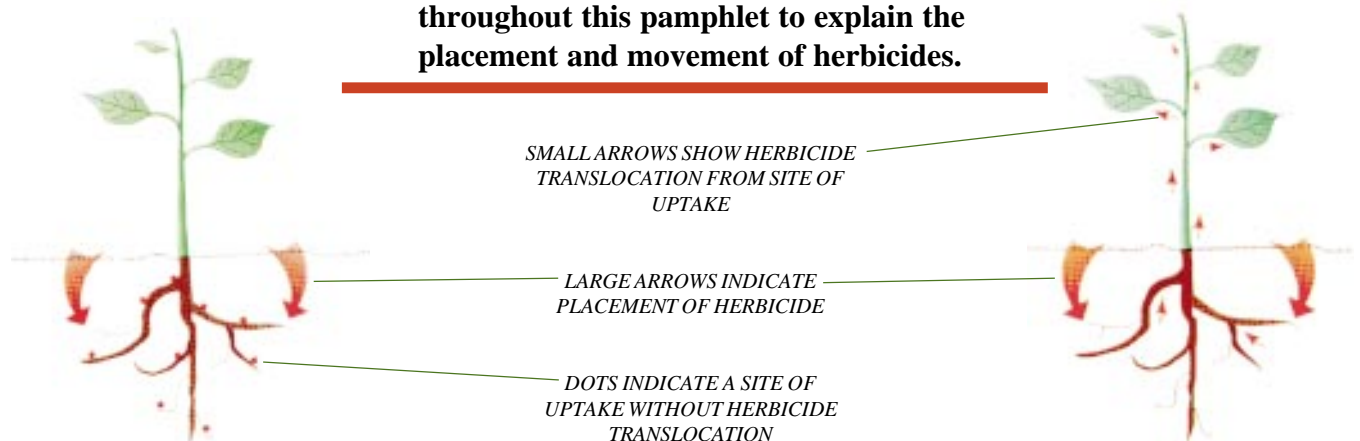 throughout this pamphlet to explain the
placement and movement of herbicides.
SMALL ARROWS SHOW HERBICIDE
TRANSLOCATION FROM SITE OF
UPTAKE
LARGE ARROWS INDICATE
PLACEMENT OF HERBICIDE
DOTS INDICATE A SITE OF
UPTAKE WITHOUT HERBICIDE
TRANSLOCATION